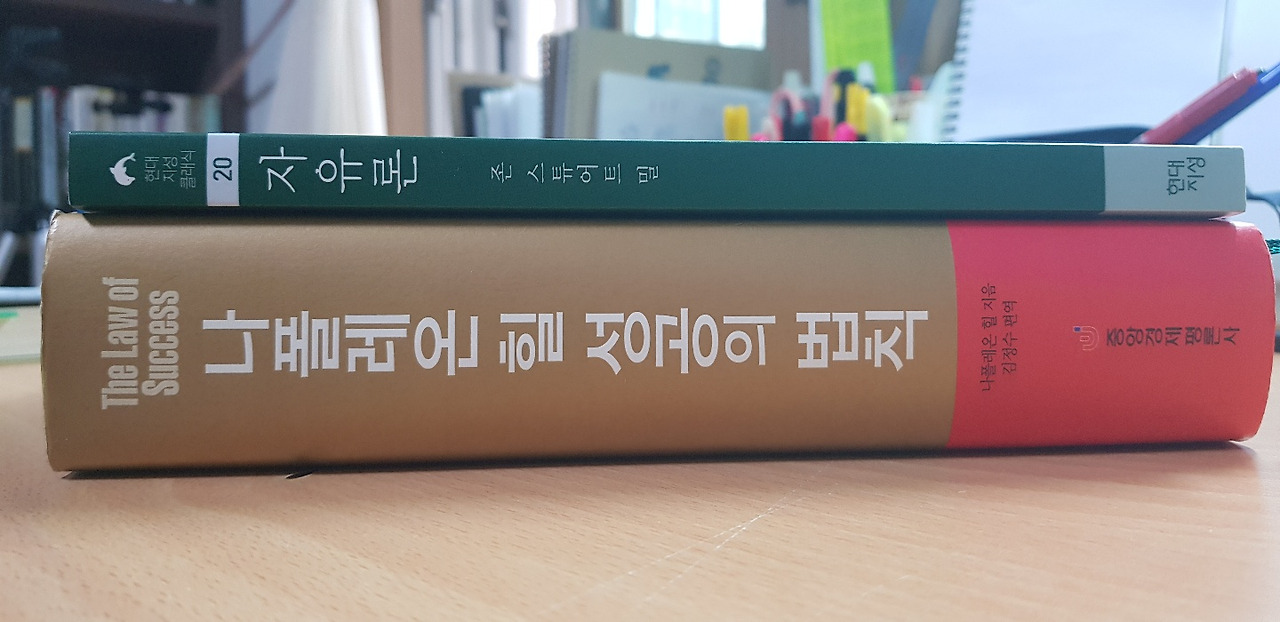 현대
지성
클래식
20
자유론
존 스튜어트 밀
현대
지성
The Law of
Success
나폴레온 힐 성공의 법칙
나폴레온 힐 지음
김정수 편역
중앙경제평론사